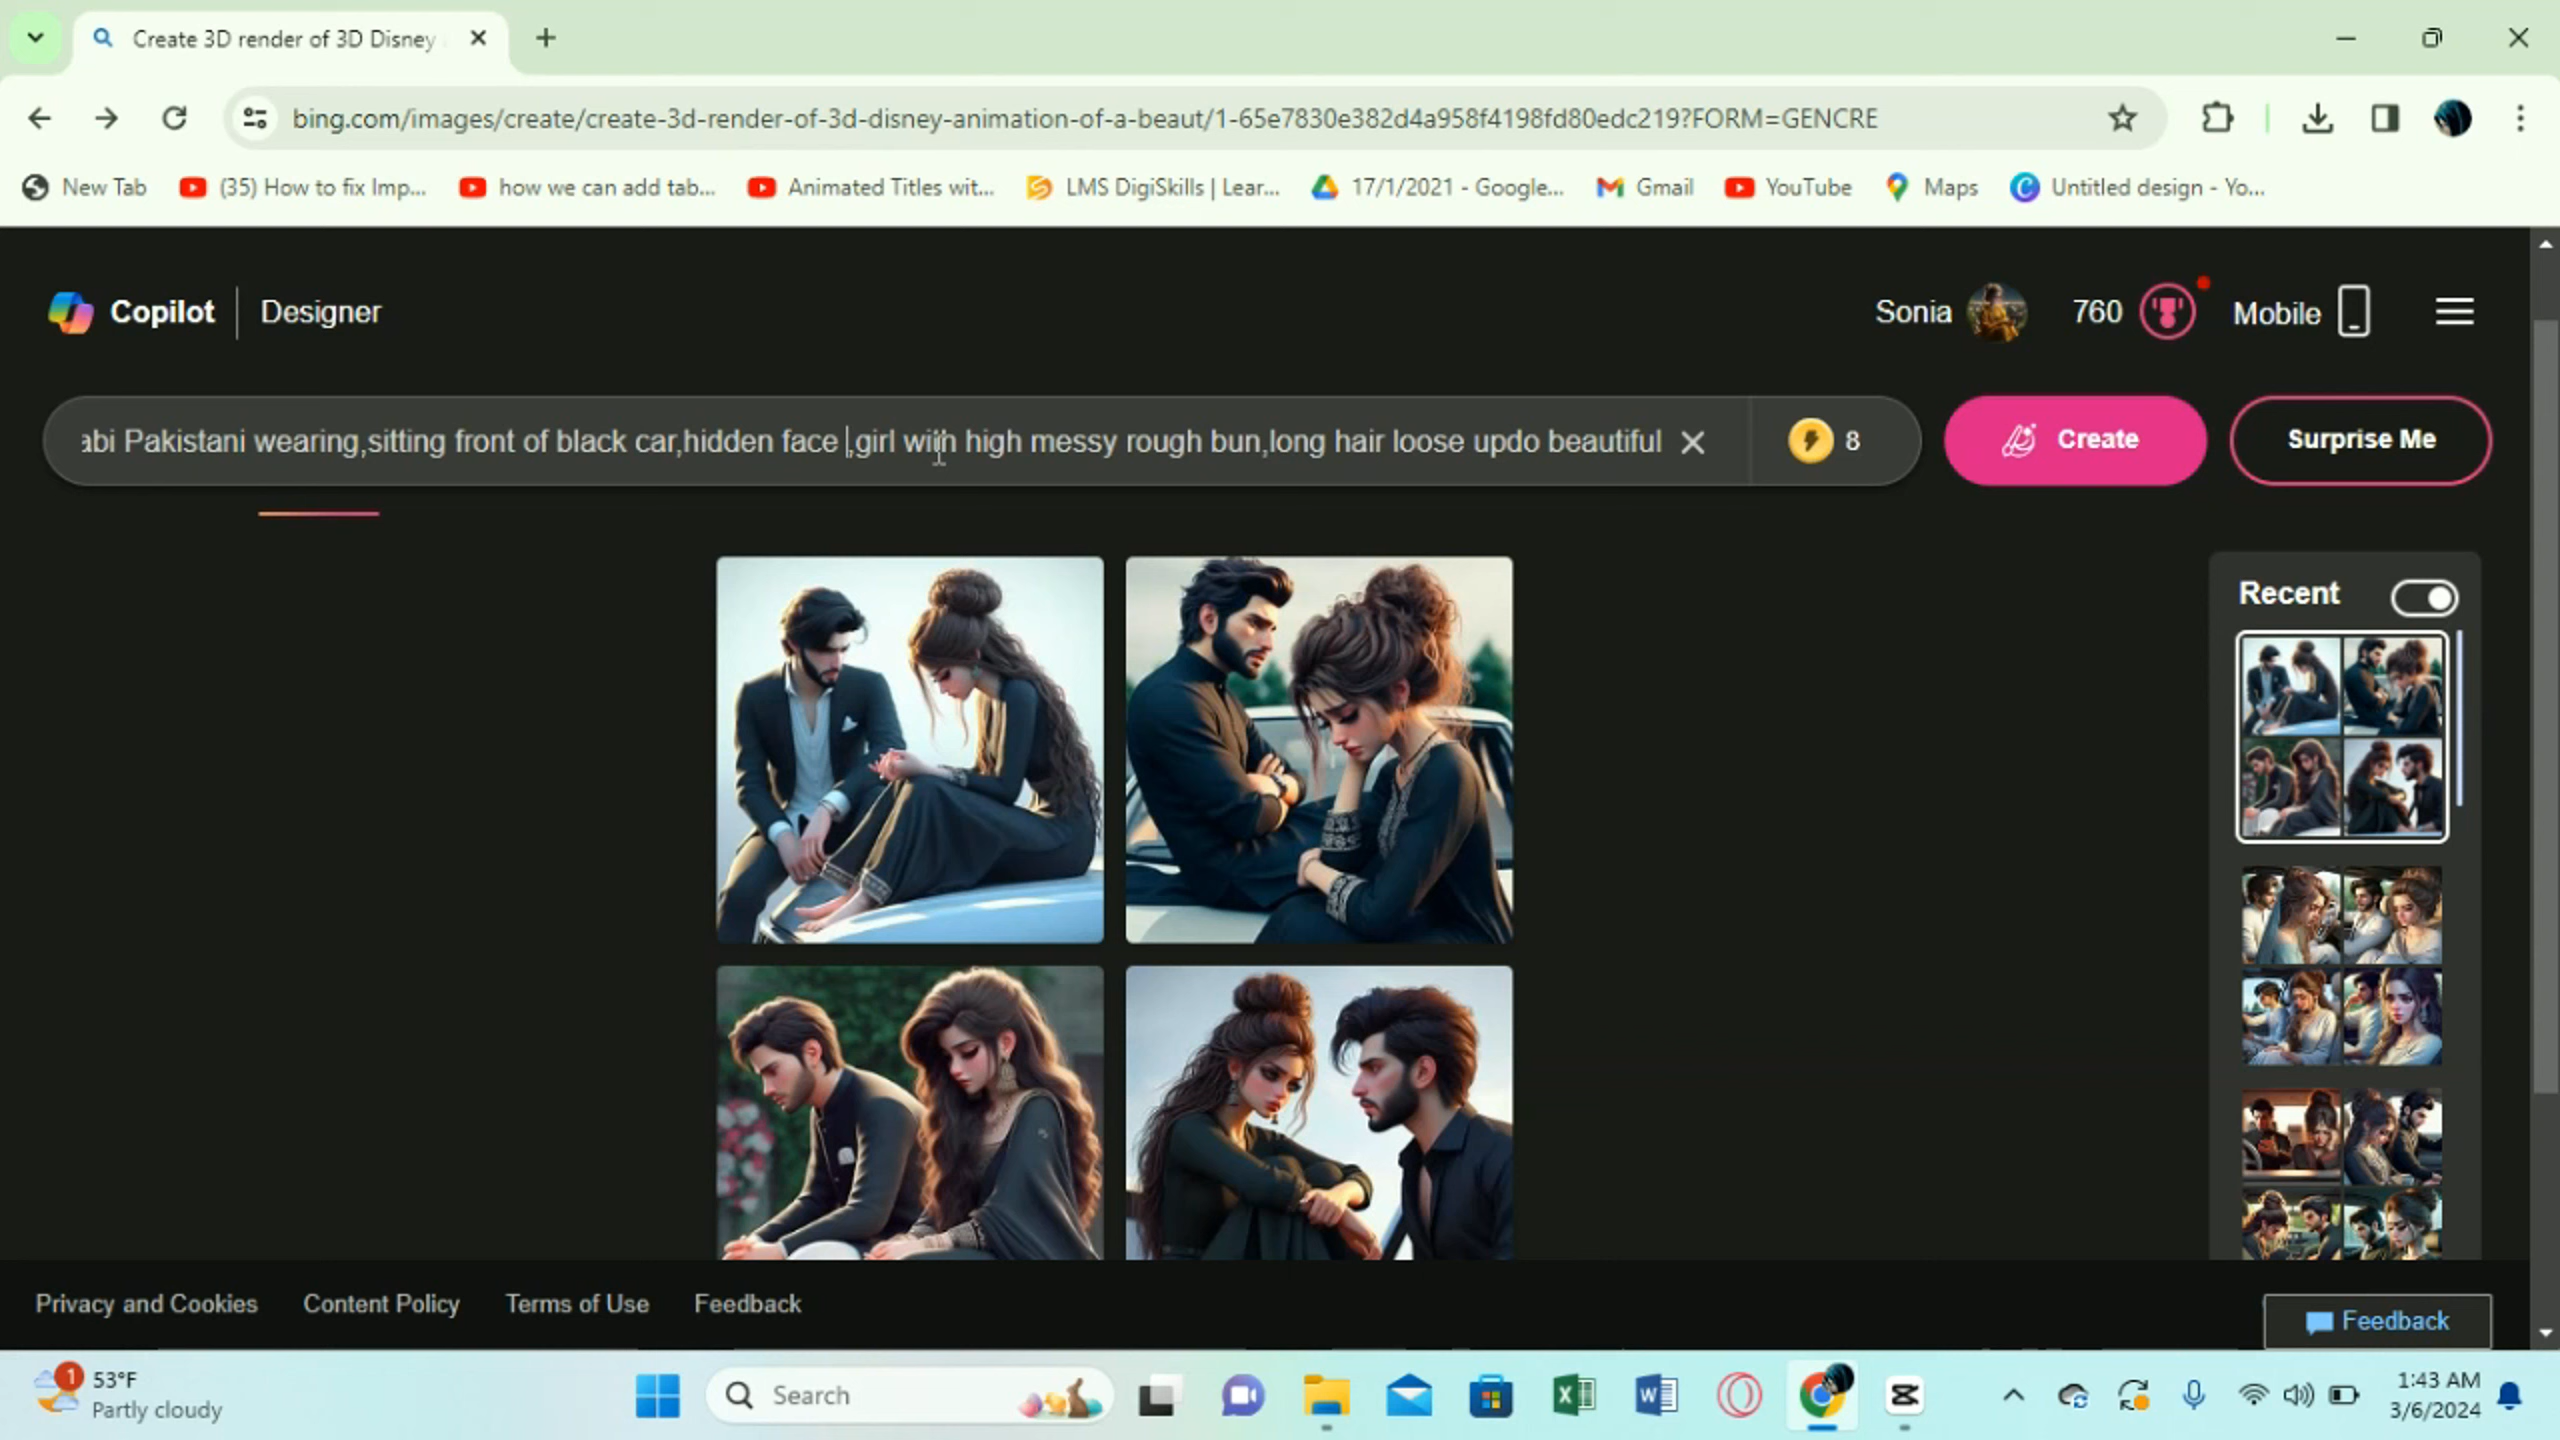 Create 3D render of 3D Disney
bing.com/images/create/create-3d-render-of-3d-disney-animation-of-a-beaut/1-65e7830e382d4a958f4198fd80edc219?FORM=GENCRE
New Tab
(35) How to fix Imp...
how we can add tab...
Animated Titles wit...
LMS DigiSkills | Lear...
17/1/2021 - Google...
Gmail
YouTube
Maps
Untitled design - Yo...
Copilot
Designer
Sonia
760
Mobile
abi Pakistani wearing,sitting front of black car,hidden face ,girl with high messy rough bun,long hair loose updo beautiful
8
Create
Surprise Me
Recent
Privacy and Cookies
Content Policy
Terms of Use
Feedback
Feedback
1
53°F
Partly cloudy
Search
1:43 AM
3/6/2024